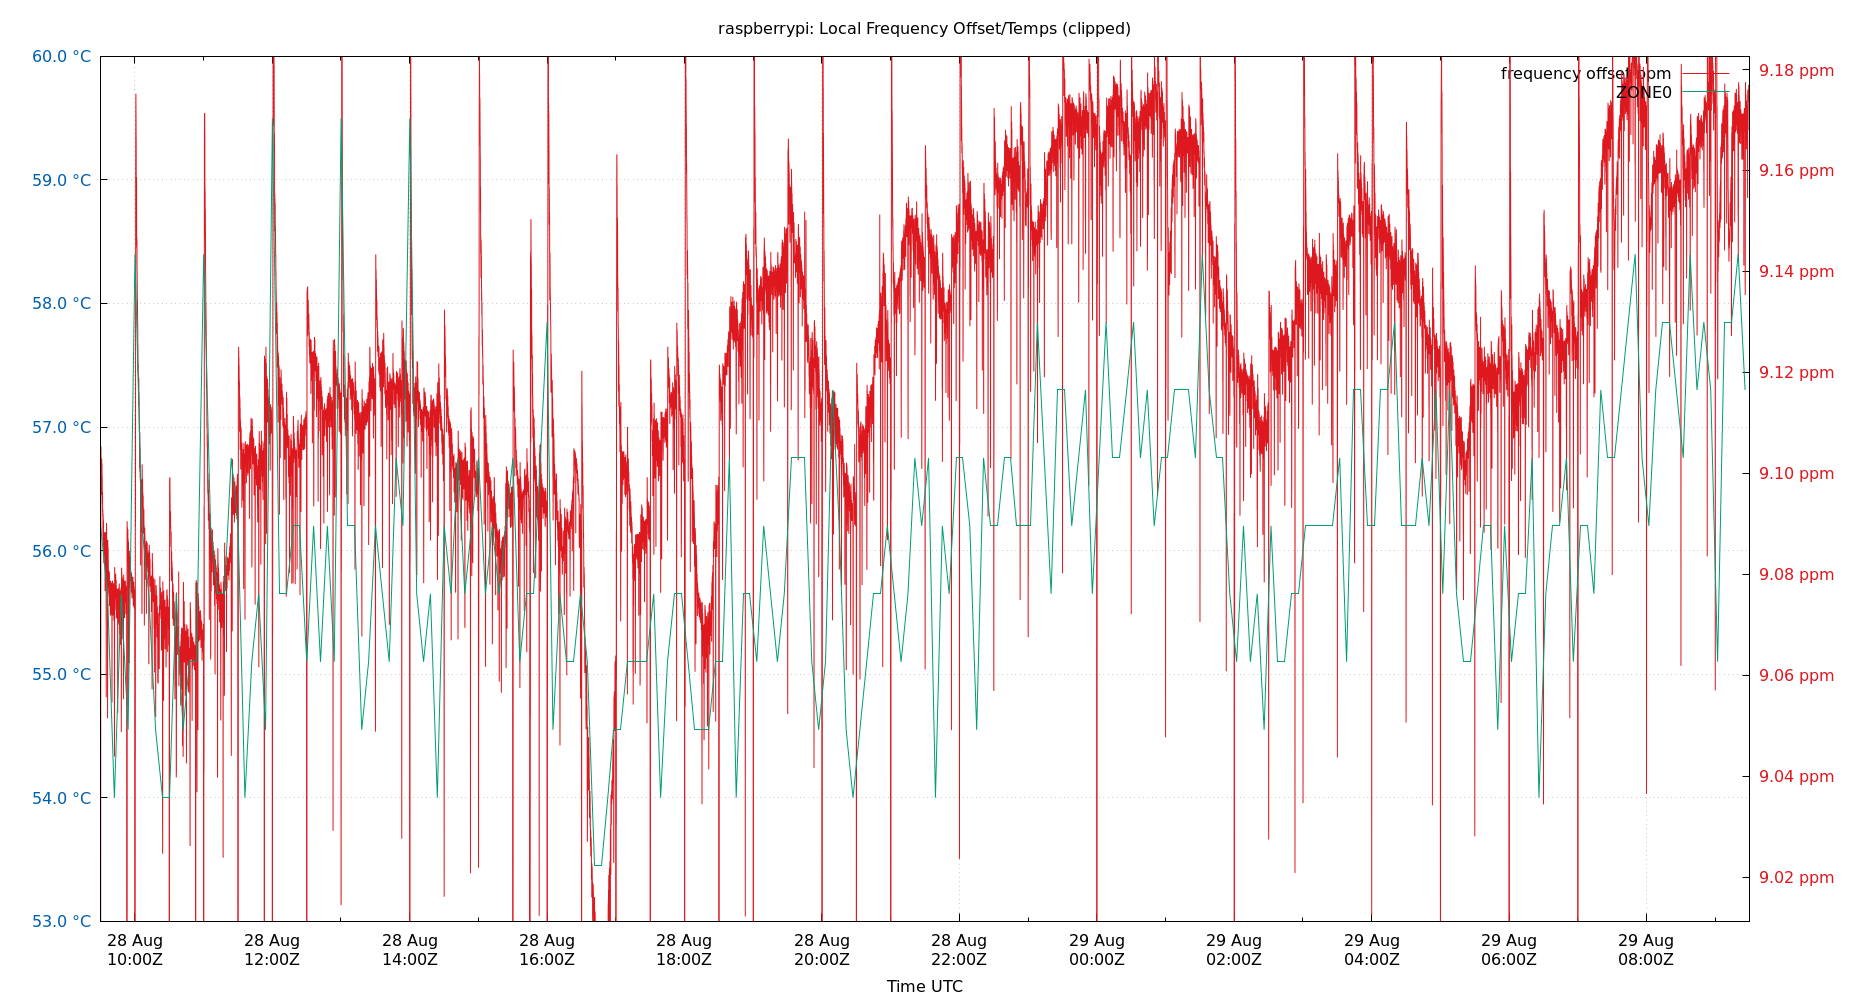 raspberrypi: Local Frequency Offset/Temps (clipped)
frequency offset ppm
ZONE0
60.0 °C
59.0 °C
58.0 °C
57.0 °C
56.0 °C
55.0 °C
54.0 °C
53.0 °C
9.18 ppm
9.16 ppm
9.14 ppm
9.12 ppm
9.10 ppm
9.08 ppm
9.06 ppm
9.04 ppm
9.02 ppm
28 Aug
10:00Z
28 Aug
12:00Z
28 Aug
14:00Z
28 Aug
16:00Z
28 Aug
18:00Z
28 Aug
20:00Z
28 Aug
22:00Z
29 Aug
00:00Z
29 Aug
02:00Z
29 Aug
04:00Z
29 Aug
06:00Z
29 Aug
08:00Z
Time UTC